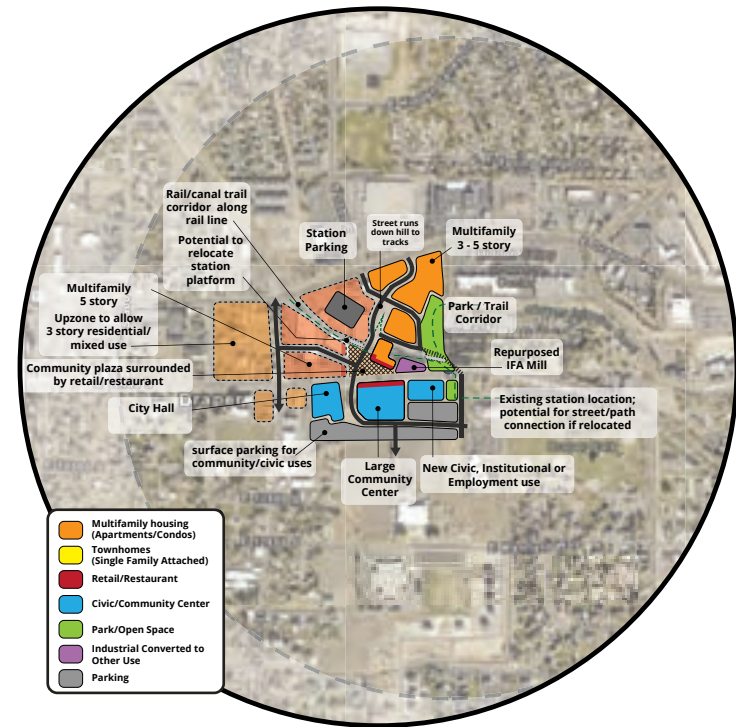 Rail/canal trail
corridor along
rail line
Potential to
relocate
station
platform
Station
Parking
Street runs
down hill to
tracks
Multifamily
3 - 5 story
Multifamily
5 story
Upzone to allow
3 story residential/
mixed use
Park / Trail
Corridor
Repurposed
IFA Mill
Community plaza surrounded
by retail/restaurant
City Hall
Existing station location;
potential for street/path
connection if relocated
surface parking for
community/civic uses
Large
Community
Center
New Civic, Institutional or
Employment use
Multifamily housing
(Apartments/Condos)
Townhomes
(Single Family Attached)
Retail/Restaurant
Civic/Community Center
Park/Open Space
Industrial Converted to
Other Use
Parking